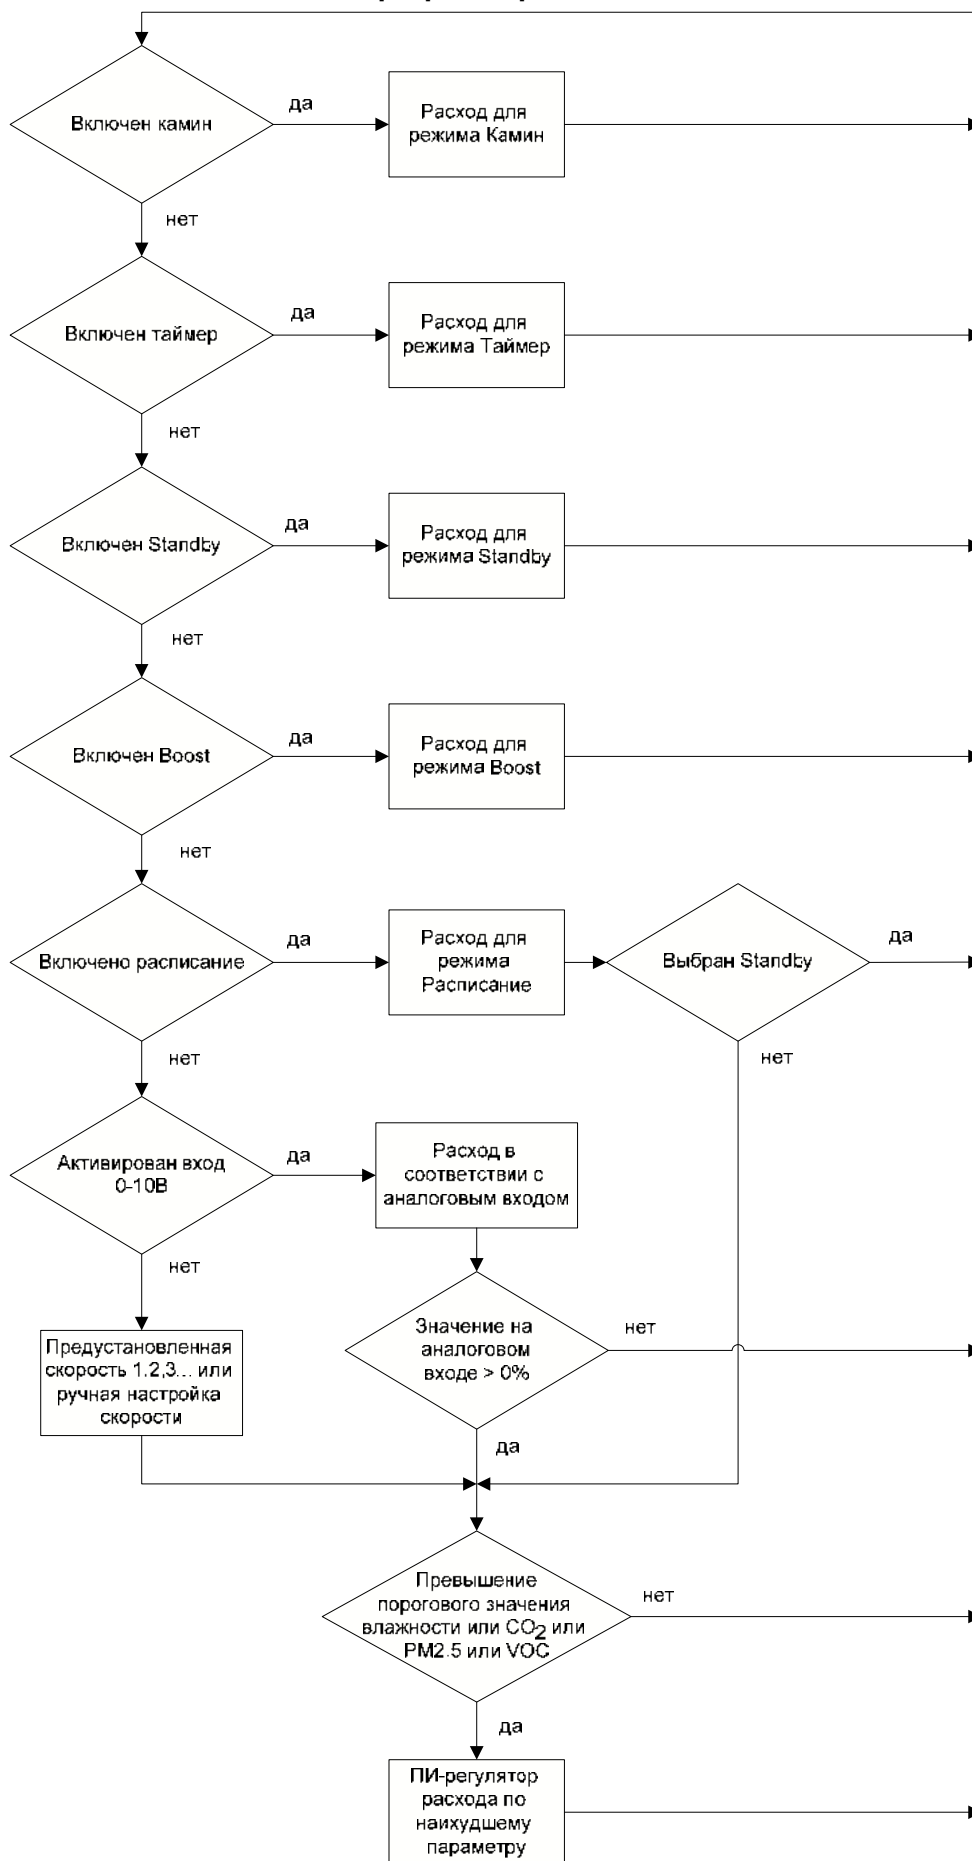 Включен камин
да
Расход для
режима Камин
нет
Включен таймер
да
Расход для
режима Таймер
нет
Включен Standby
да
Расход для
режима Standby
нет
Включен Boost
да
Расход для
режима Boost
нет
Включено расписание
да
Расход для
режима
Расписание
Выбран Standby
да
нет
нет
Активирован вход
0-10В
да
Расход в
соответствии с
аналоговым входом
нет
Предустановленная
скорость 1.2,3... или
ручная настройка
скорости
Значение на
аналоговом
входе > 0%
нет
да
Превышение
порогового значения
влажности или CO2 или
PM2.5 или VOC
нет
да
ПИ-регулятор
расхода по
наихудшему
параметру